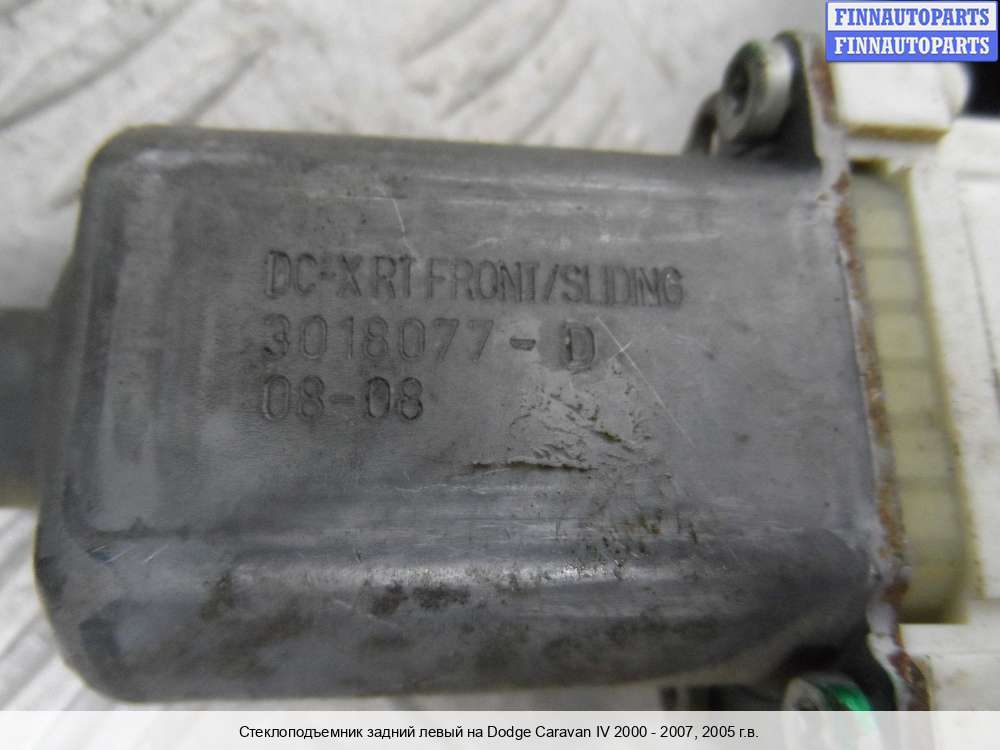 FINNAUTOPARTS
FINNAUTOPARTS
DC-X RT FRONT/SLIDING
3018077-D
08-08
Стеклоподъемник задний левый на Dodge Caravan IV 2000 - 2007, 2005 г.в.